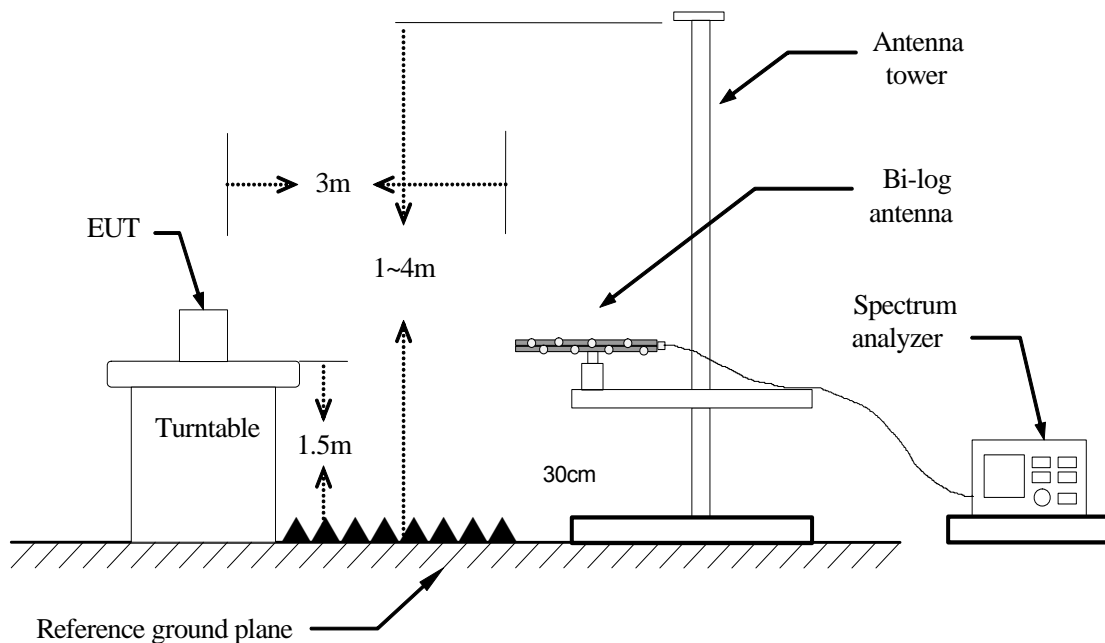 Antenna
tower
3m
Bi-log
antenna
EUT
1~4m
Spectrum
analyzer
Turntable
1.5m
30cm
Reference ground plane